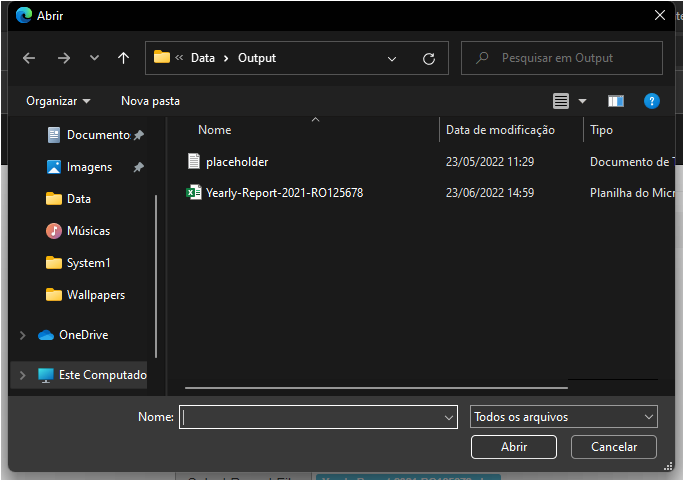 Abrir
Data
Output
Pesquisar em Output
Organizar
Nova pasta
Nome
Data de modificação
Tipo
Documento
Imagens
Data
Músicas
System1
Wallpapers
OneDrive
Este Computado
placeholder
23/05/2022 11:29
Documento de
Yearly-Report-2021-RO125678
23/06/2022 14:59
Planilha do Micr
Nome:
Todos os arquivos
Abrir
Cancelar